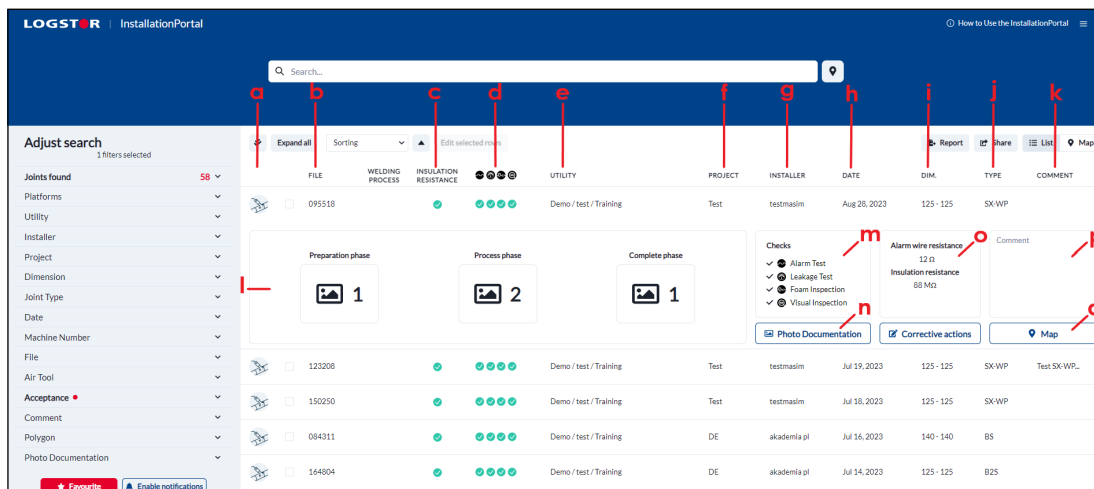 LOGSTOR | InstallationPortal
How to Use the InstallationPortal
Search...
a b c d e f g h i j k
Adjust search
1 filters selected
Expand all Sorting Edit selected rows Report Share List Map
Joints found 58
Platforms
Utility
Installer
Project
Dimension
Joint Type
Date
Machine Number
File
Air Tool
Acceptance
Comment
Polygon
Photo Documentation
Favourite Enable notifications
FILE WELDING PROCESS INSULATION RESISTANCE UTILITY PROJECT INSTALLER DATE DIM. TYPE COMMENT
095518 Demo / test / Training Test testmasim Aug 28, 2023 125 - 125 SX-WP
l
Preparation phase
1
Process phase
2
Complete phase
1
Checks
Alarm Test
Leakage Test
Foam Inspection
Visual Inspection
m
Alarm wire resistance
12 Ω
Insulation resistance
88 MΩ
o
Comment
n
Photo Documentation Corrective actions Map
123208 Demo / test / Training Test testmasim Jul 19, 2023 125 - 125 SX-WP Test SX-WP...
150250 Demo / test / Training Test testmasim Jul 18, 2023 125 - 125 SX-WP
084311 Demo / test / Training DE akademia pl Jul 16, 2023 140 - 140 BS
164804 Demo / test / Training DE akademia pl Jul 14, 2023 125 - 125 B2S